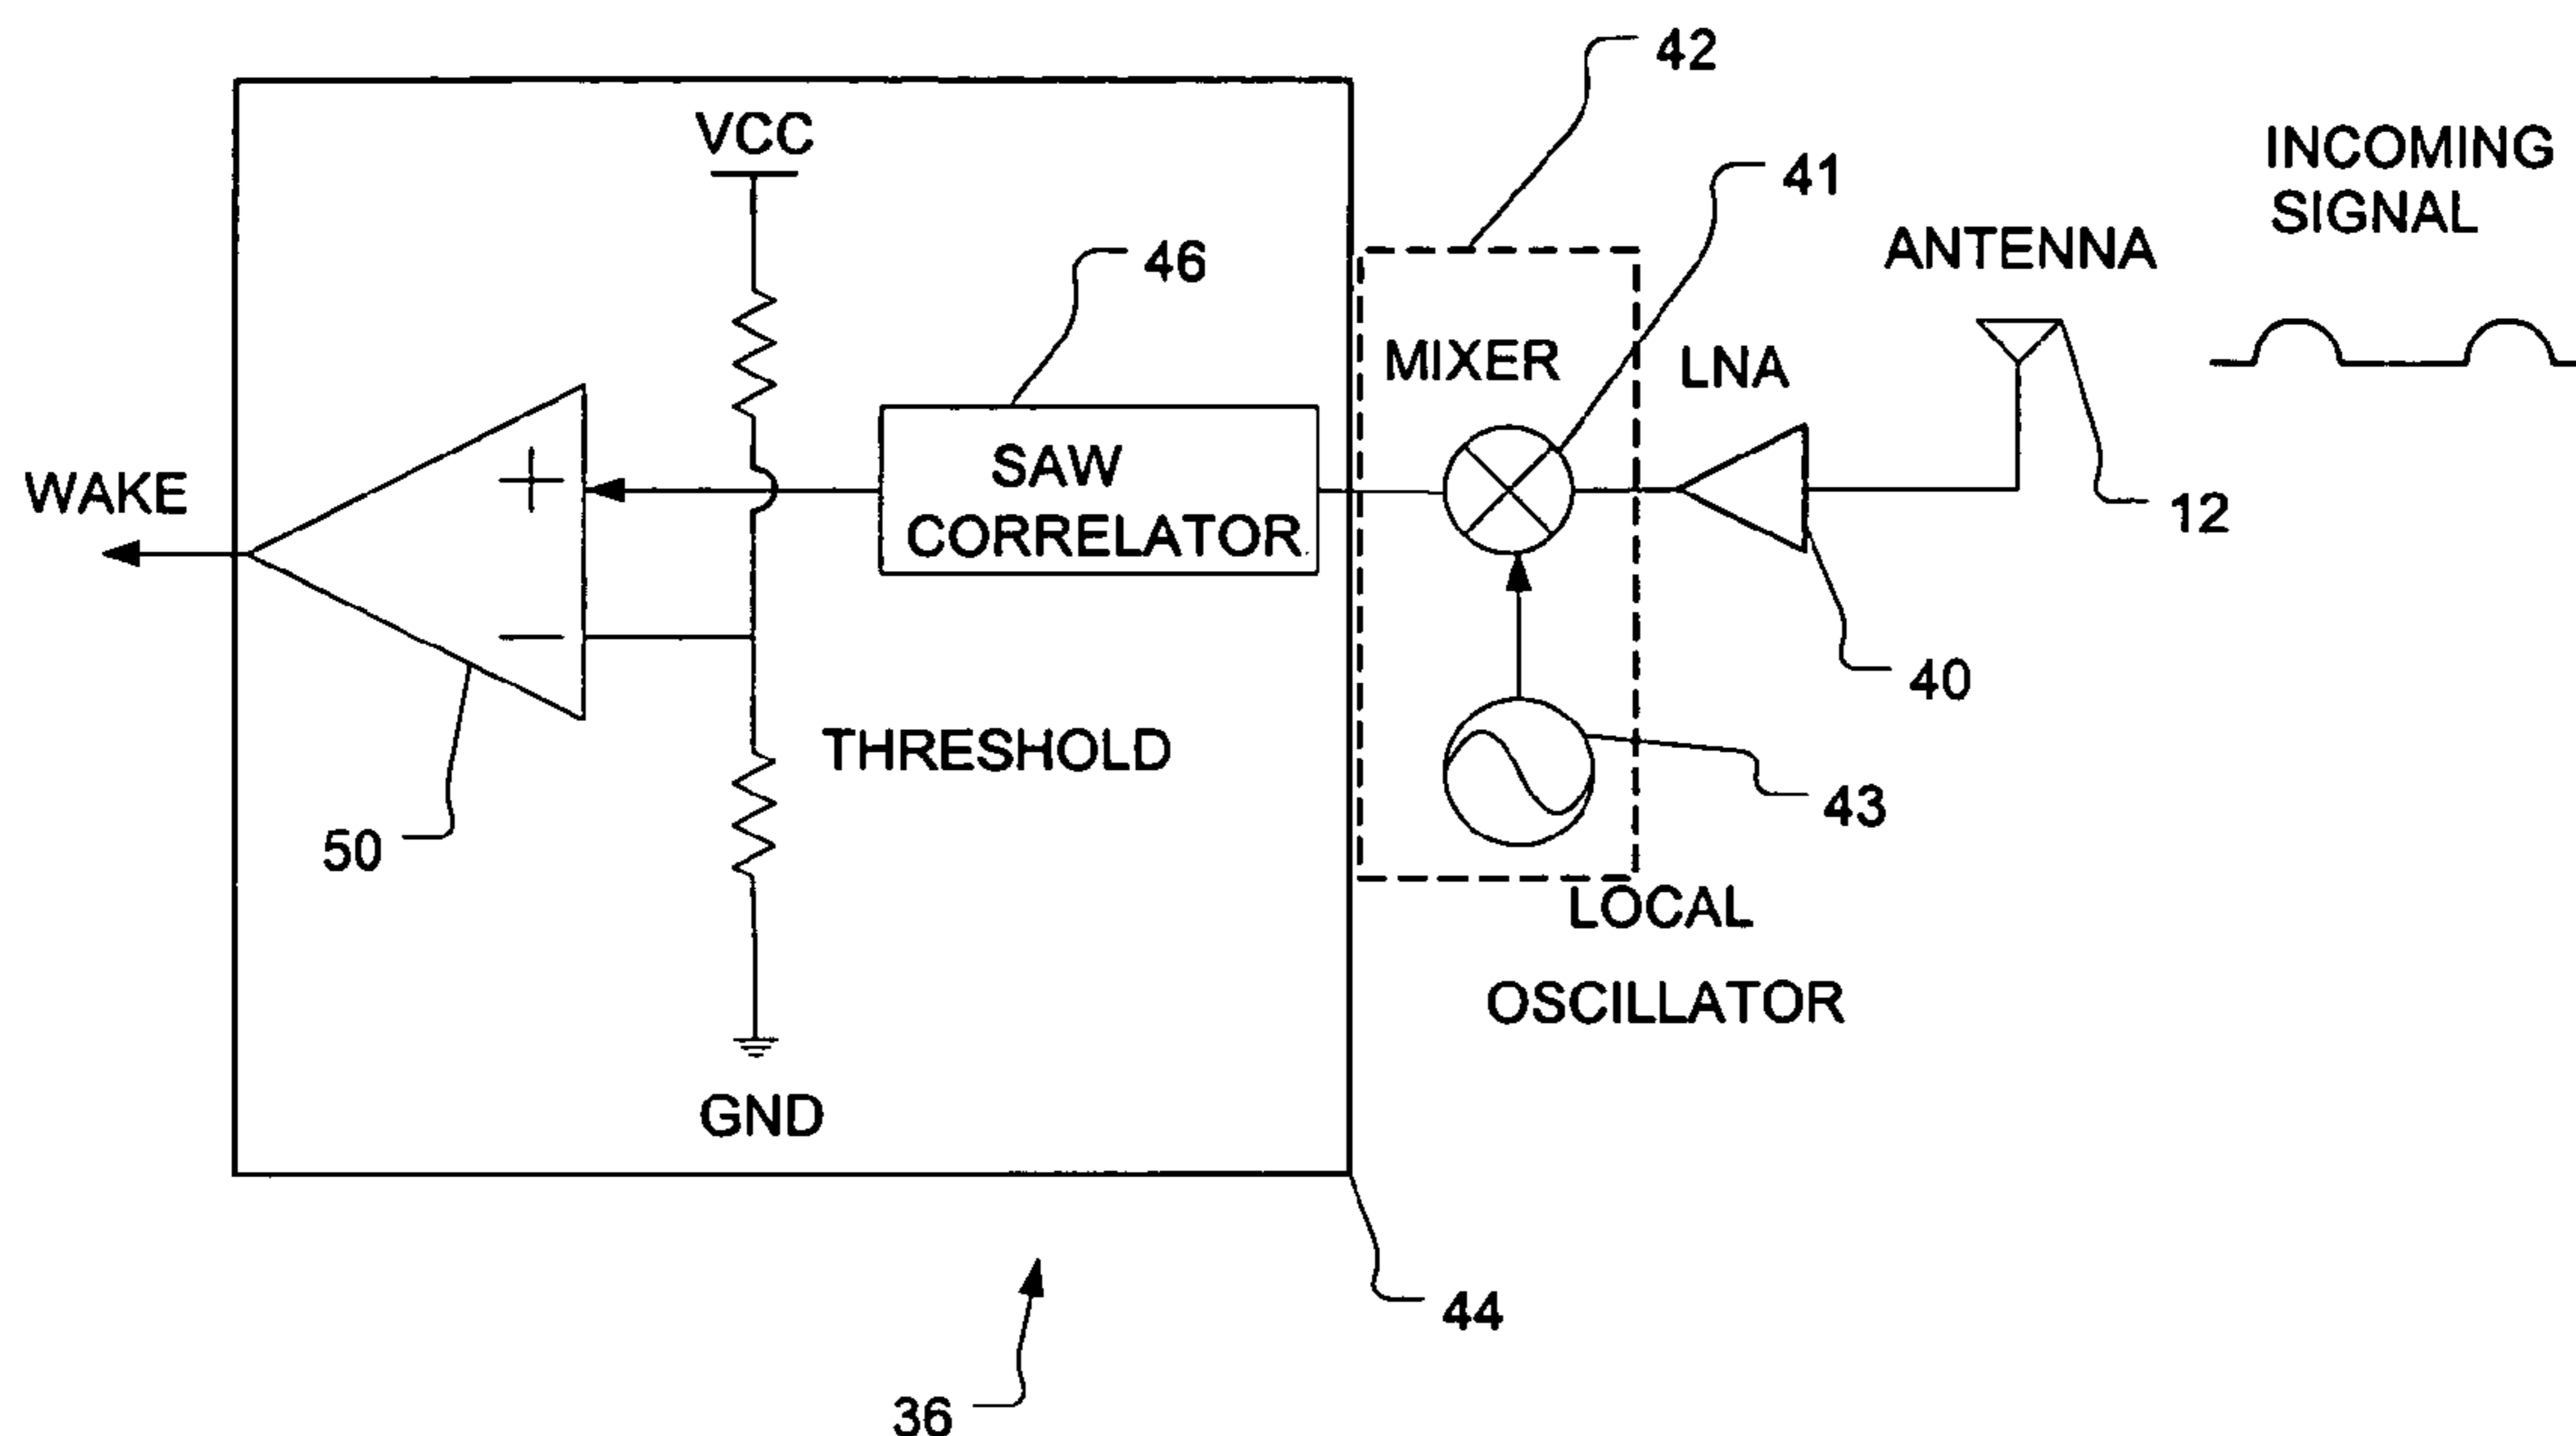 42
INCOMING
SIGNAL
VCC
41
ANTENNA
46
MIXER
LNA
SAW
CORRELATOR
+
WAKE
12
−
40
THRESHOLD
43
50
LOCAL
OSCILLATOR
GND
44
36